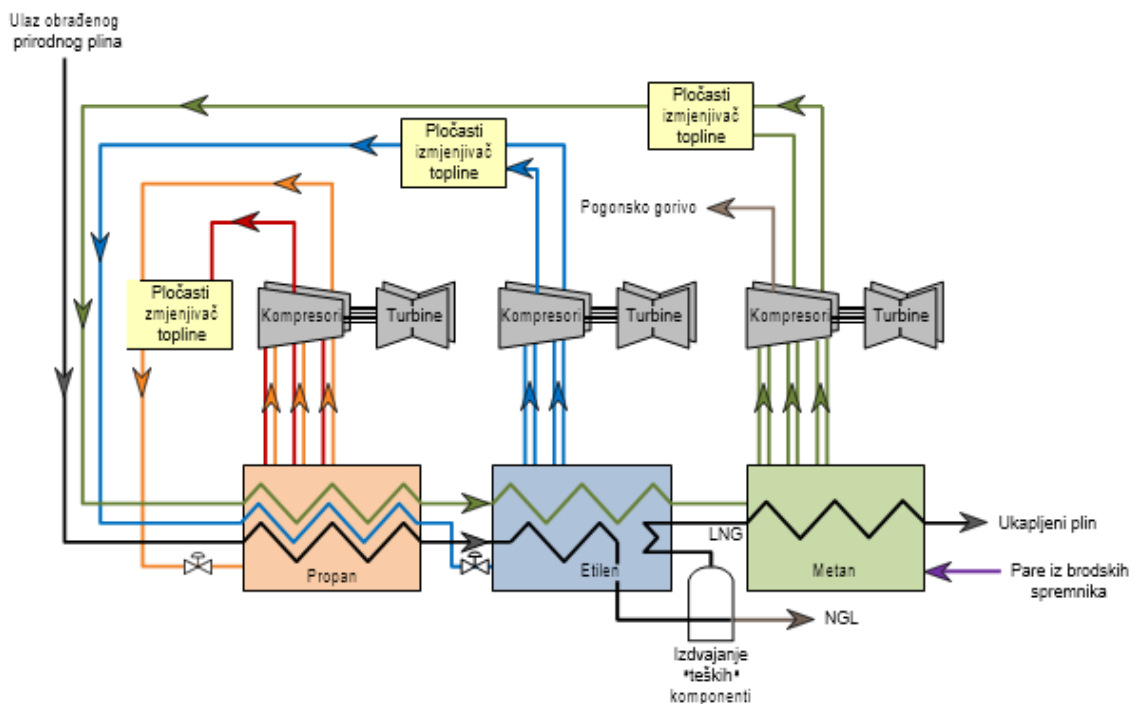 Ulaz obrađenog
prirodnog plina
Pločasti
izmjenjivač
topline
Pločasti
izmjenjivač
topline
Pogonsko gorivo
Pločasti
zmjenjivač
topline
Kompresori
Turbine
Kompresori
Turbine
Kompresori
Turbine
LNG
Ukapljeni plin
Propan
Etilen
Metan
Pare iz brodskih
spremnika
NGL
Izdvajanje
"teških"
komponenti